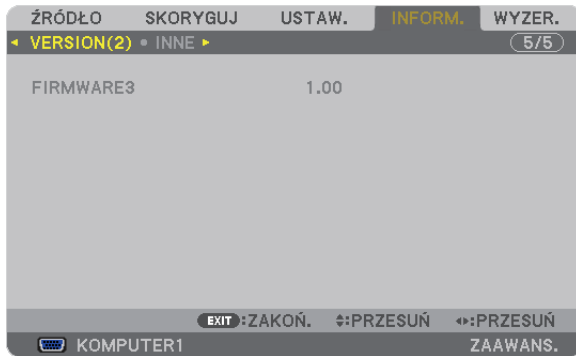 ŹRÓDŁO SKORYGUJ USTAW. INFORM. WYZER.
◂ VERSION(2) • INNE ▸ 5/5
FIRMWARE3 1.00
EXIT :ZAKOŃ. :PRZESUŃ :PRZESUŃ
KOMPUTER1 ZAAWANS.